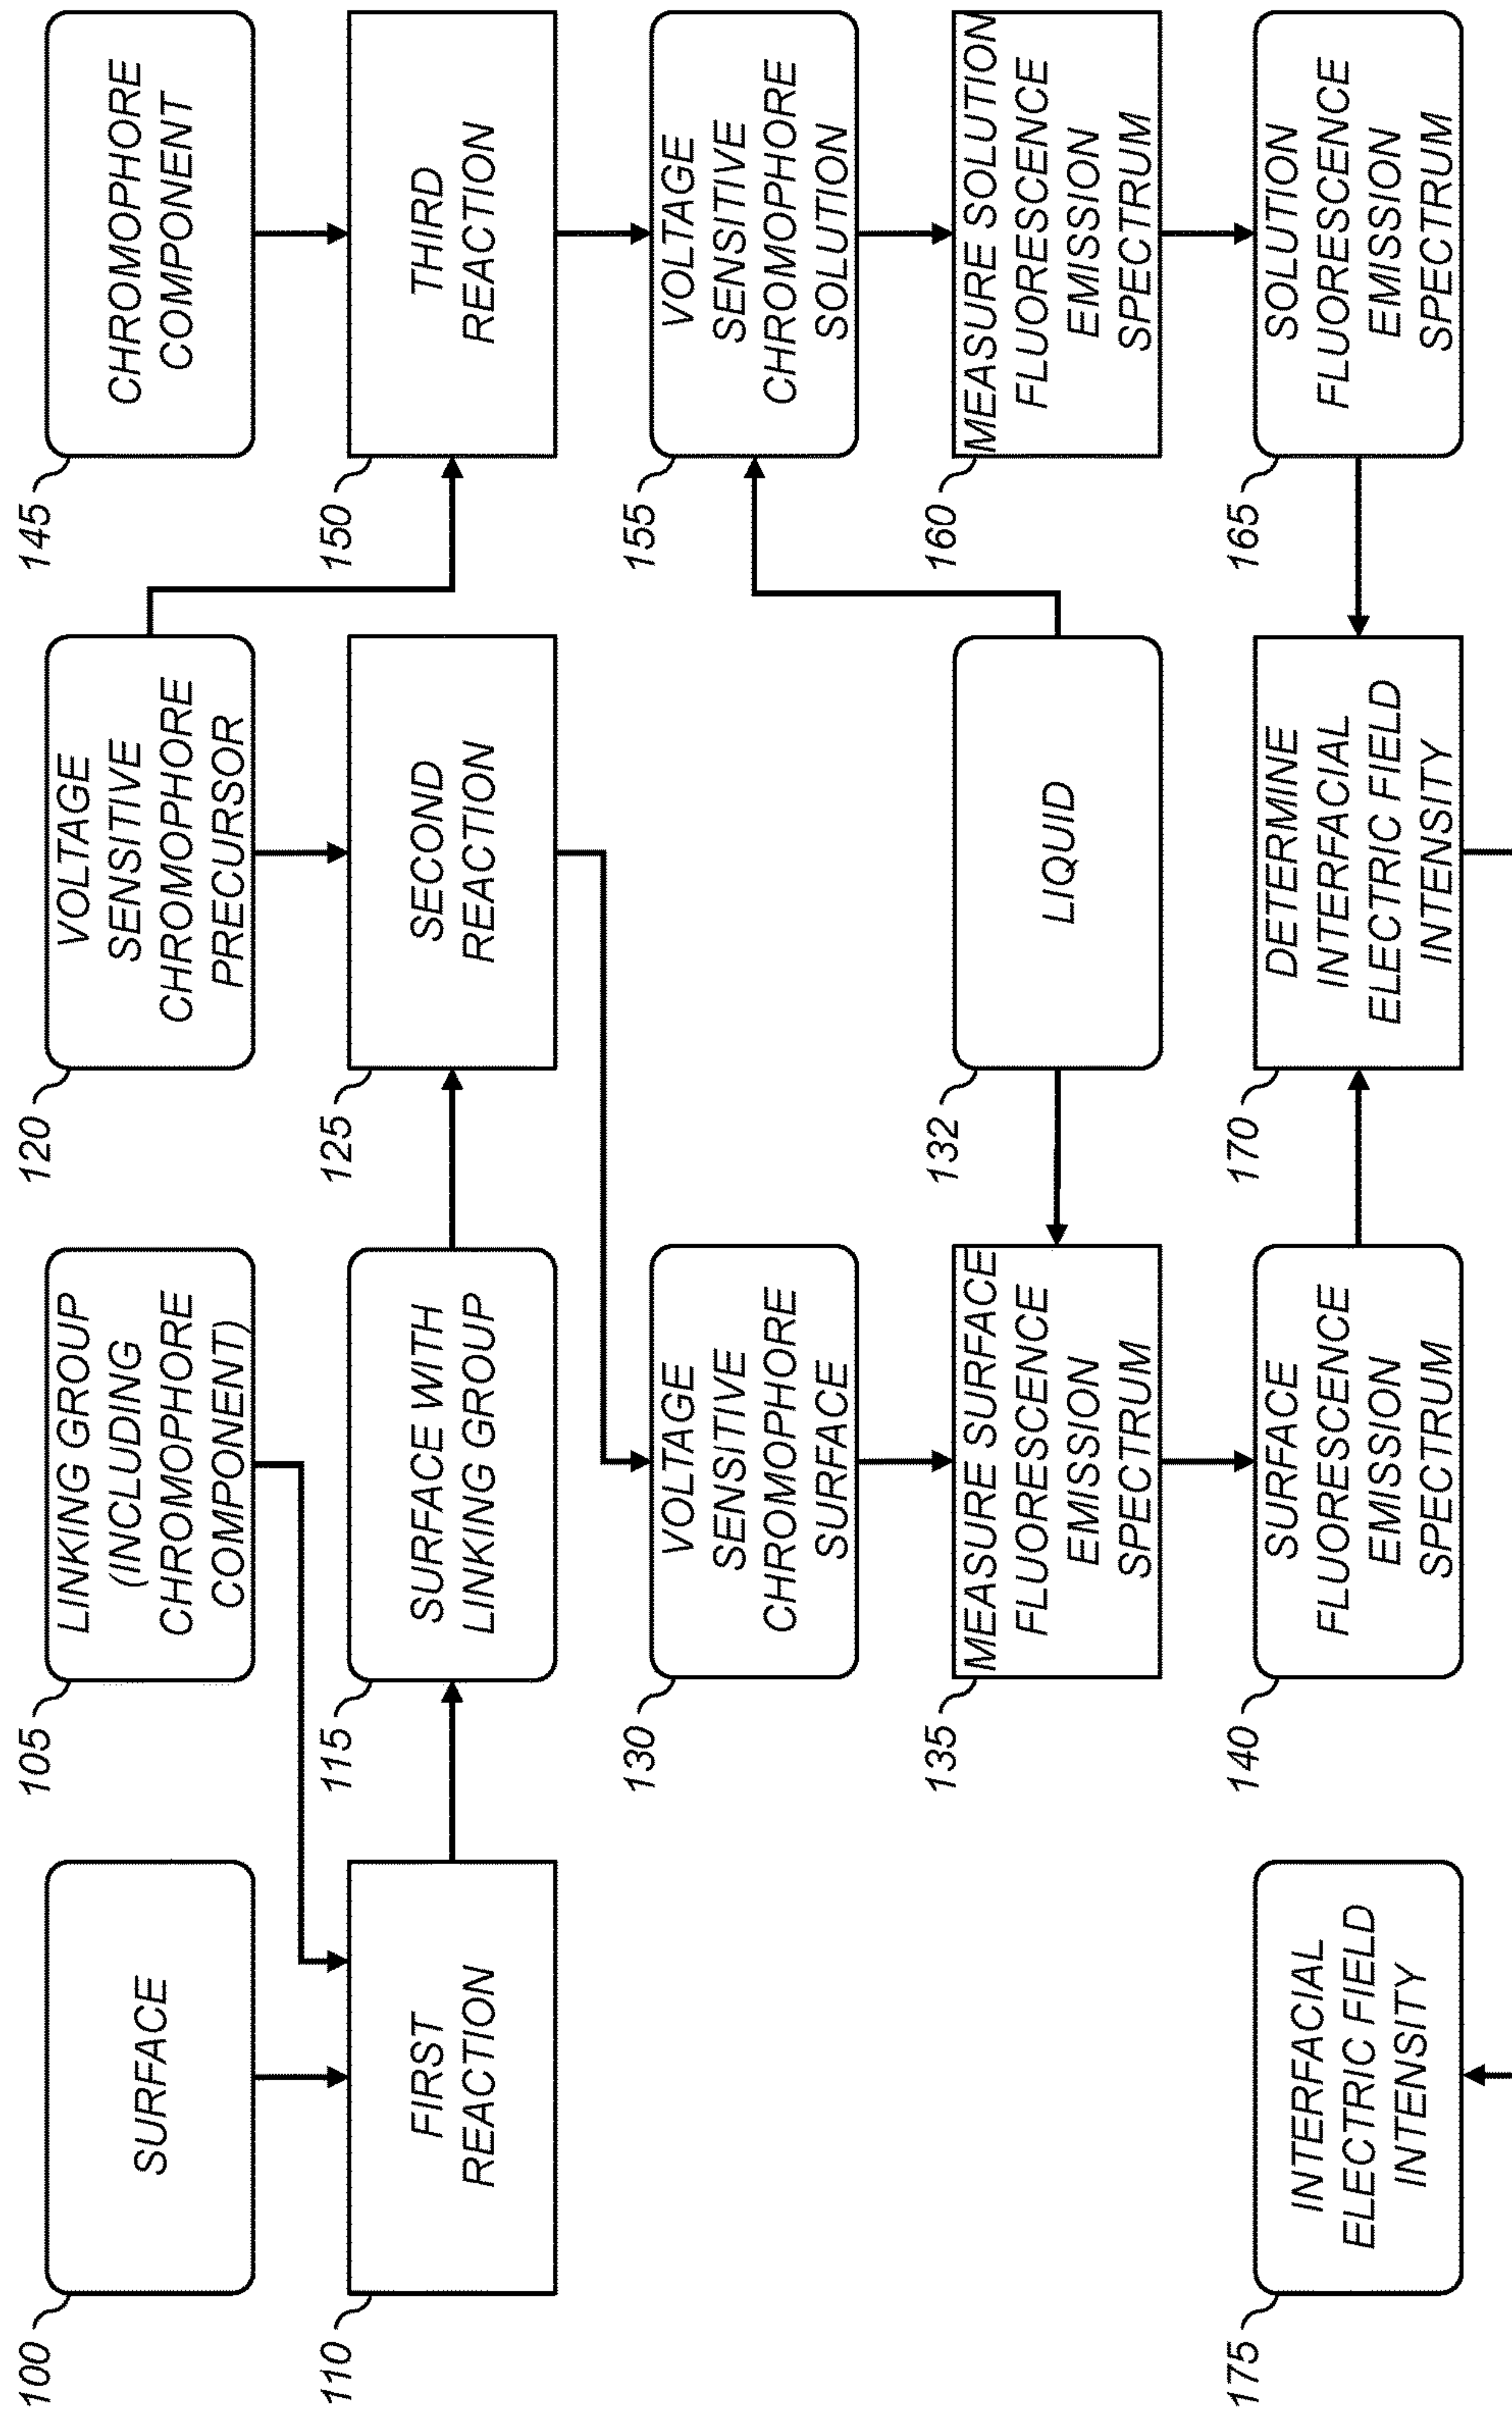 100
SURFACE
105
LINKING GROUP
(INCLUDING
CHROMOPHORE
COMPONENT)
120
VOLTAGE
SENSITIVE
CHROMOPHORE
PRECURSOR
145
CHROMOPHORE
COMPONENT
110
FIRST
REACTION
115
SURFACE WITH
LINKING GROUP
125
SECOND
REACTION
150
THIRD
REACTION
130
VOLTAGE
SENSITIVE
CHROMOPHORE
SURFACE
155
VOLTAGE
SENSITIVE
CHROMOPHORE
SOLUTION
135
MEASURE SURFACE
FLUORESCENCE
EMISSION
SPECTRUM
132
LIQUID
160
MEASURE SOLUTION
FLUORESCENCE
EMISSION
SPECTRUM
175
INTERFACIAL
ELECTRIC FIELD
INTENSITY
140
SURFACE
FLUORESCENCE
EMISSION
SPECTRUM
170
DETERMINE
INTERFACIAL
ELECTRIC FIELD
INTENSITY
165
SOLUTION
FLUORESCENCE
EMISSION
SPECTRUM